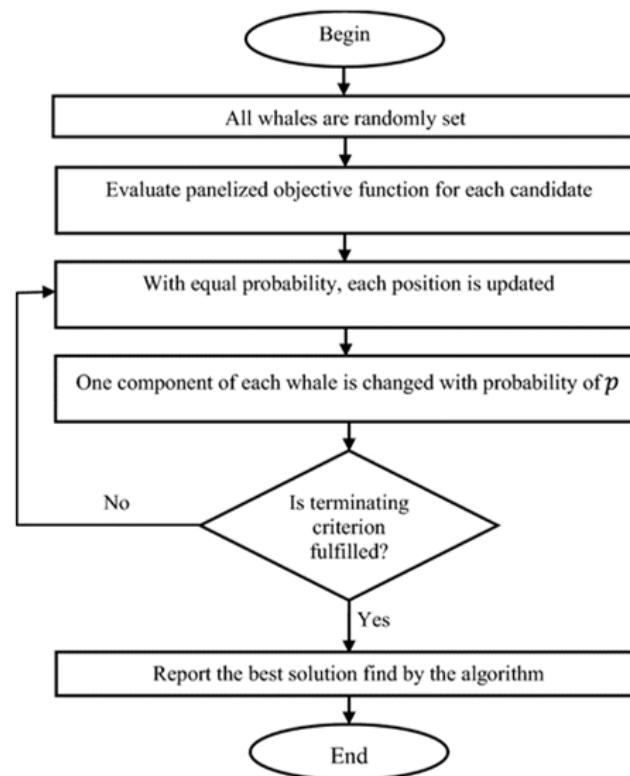 Begin
All whales are randomly set
Evaluate panelized objective function for each candidate
With equal probability, each position is updated
One component of each whale is changed with probability of p
No
Is terminating
criterion
fulfilled?
Yes
Report the best solution find by the algorithm
End